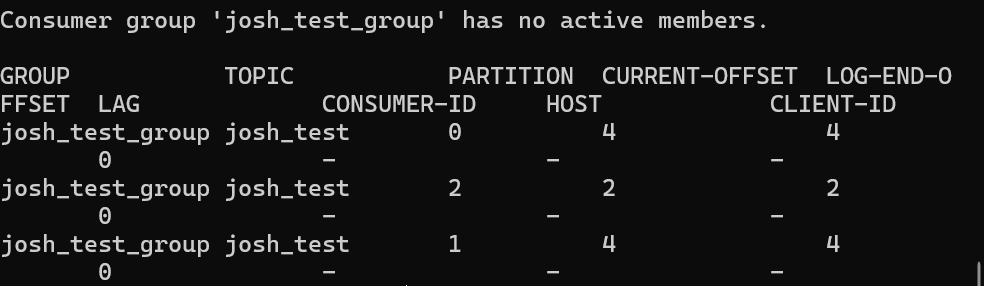 Consumer group 'josh_test_group' has no active members.
GROUP TOPIC PARTITION CURRENT-OFFSET LOG-END-O
FFSET LAG CONSUMER-ID HOST CLIENT-ID
josh_test_group josh_test 0 4 4
0 - - -
josh_test_group josh_test 2 2 2
0 - - -
josh_test_group josh_test 1 4 4
0 - - -